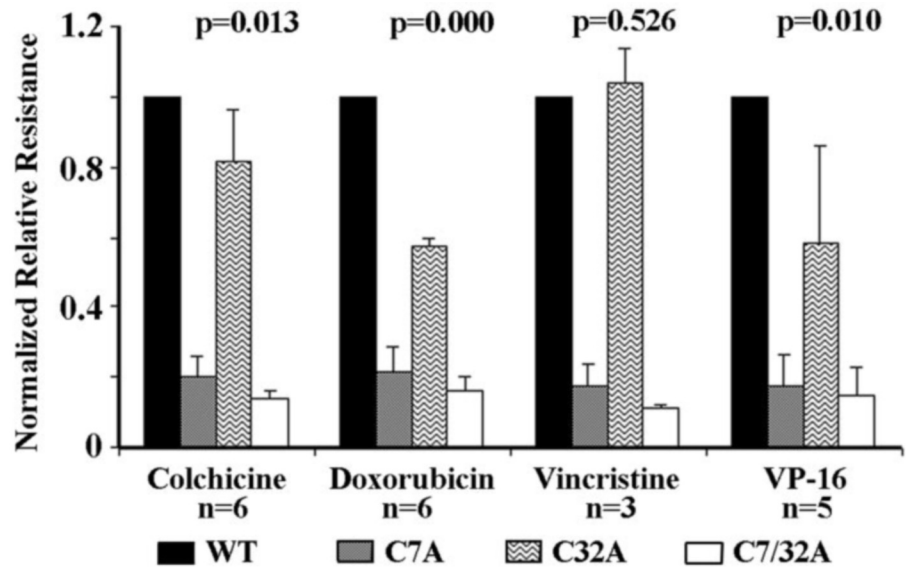 Normalized Relative Resistance
1.2
0.8
0.4
0
p=0.013 p=0.000 p=0.526 p=0.010
Colchicine Doxorubicin Vincristine VP-16
n=6 n=6 n=3 n=5
WT C7A C32A C7/32A